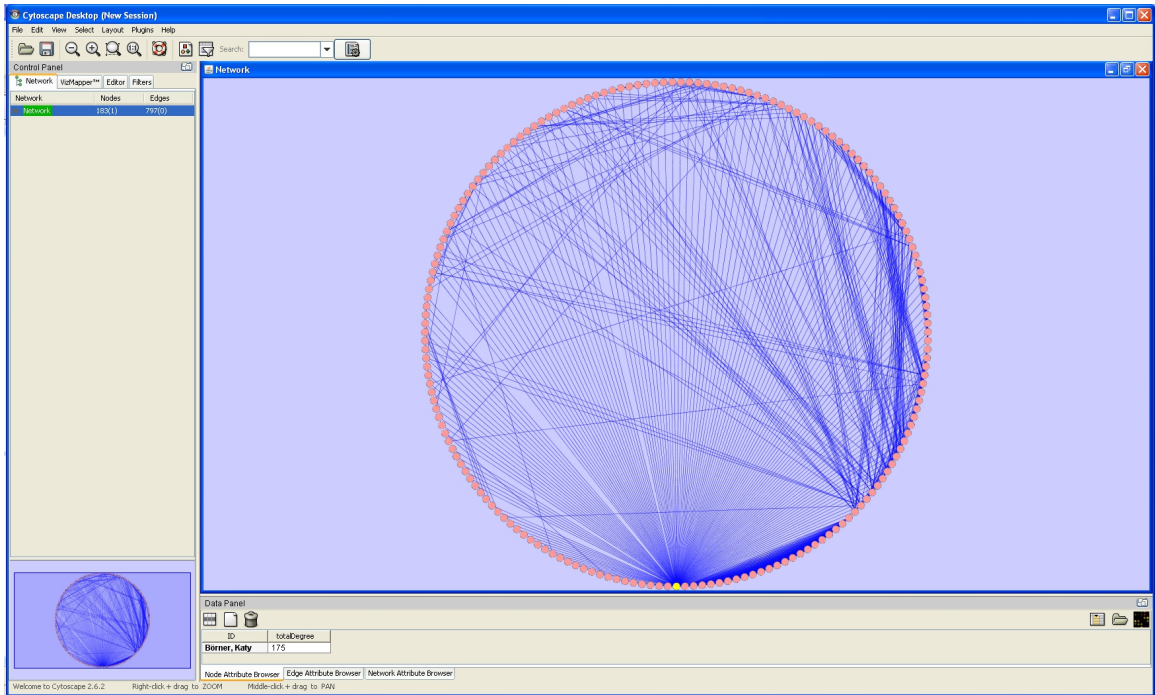 Cytoscape Desktop (New Session)
File Edit View Select Layout Plugins Help
Search:
Control Panel
Network VizMapper™ Editor Filters
Network Nodes Edges
Network 183(1) 797(0)
Network
Data Panel
ID totalDegree
Börner, Katy 175
Node Attribute Browser Edge Attribute Browser Network Attribute Browser
Welcome to Cytoscape 2.6.2 Right-click + drag to ZOOM Middle-click + drag to PAN